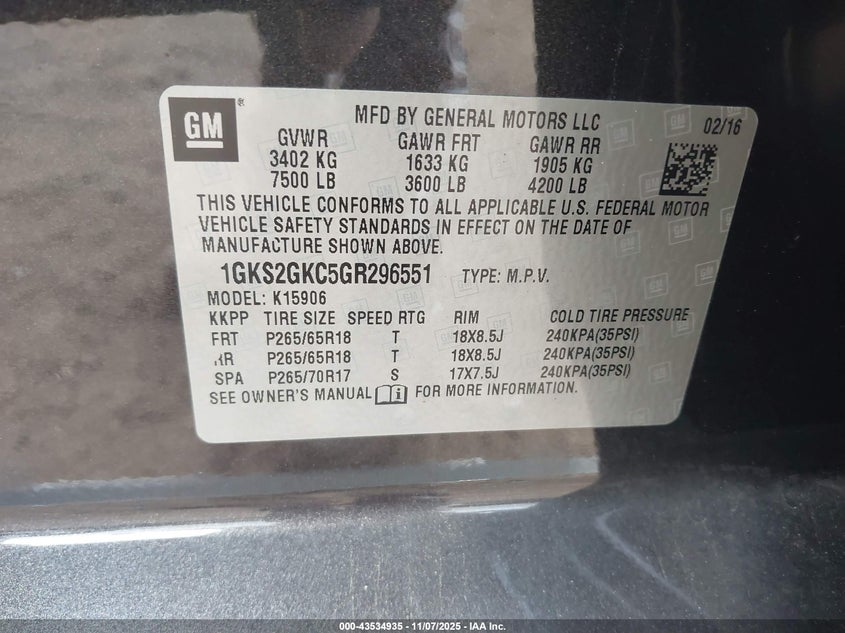 GM ® MFD BY GENERAL MOTORS LLC 02/16
GVWR GAWR FRT GAWR RR
3402 KG 1633 KG 1905 KG
7500 LB 3600 LB 4200 LB
THIS VEHICLE CONFORMS TO ALL APPLICABLE U.S. FEDERAL MOTOR
VEHICLE SAFETY STANDARDS IN EFFECT ON THE DATE OF
MANUFACTURE SHOWN ABOVE.
1GKS2GKC5GR296551 TYPE: M.P.V.
MODEL: K15906
KKPP TIRE SIZE SPEED RTG RIM COLD TIRE PRESSURE
FRT P265/65R18 T 18X8.5J 240KPA(35PSI)
RR P265/65R18 T 18X8.5J 240KPA(35PSI)
SPA P265/70R17 S 17X7.5J 240KPA(35PSI)
SEE OWNER'S MANUAL i FOR MORE INFORMATION.
000-43534935 - 11/07/2025 - IAA Inc.